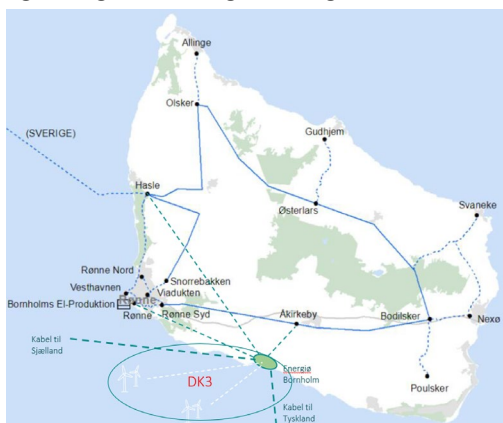 Allinge
Olsker
(SVERIGE)
Gudhjem
Hasle
Østerlars
Svaneke
Rønne Nord
Snorrebakken
Vesthavnen
Viadukten
Bornholms El-Produktion
Rønne
Rønne
Rønne Syd
Åkirkeby
Bodilsker
Nexø
Kabel til
Sjælland
DK3
Energiø
Bornholm
Poulsker
Kabel til
Tyskland